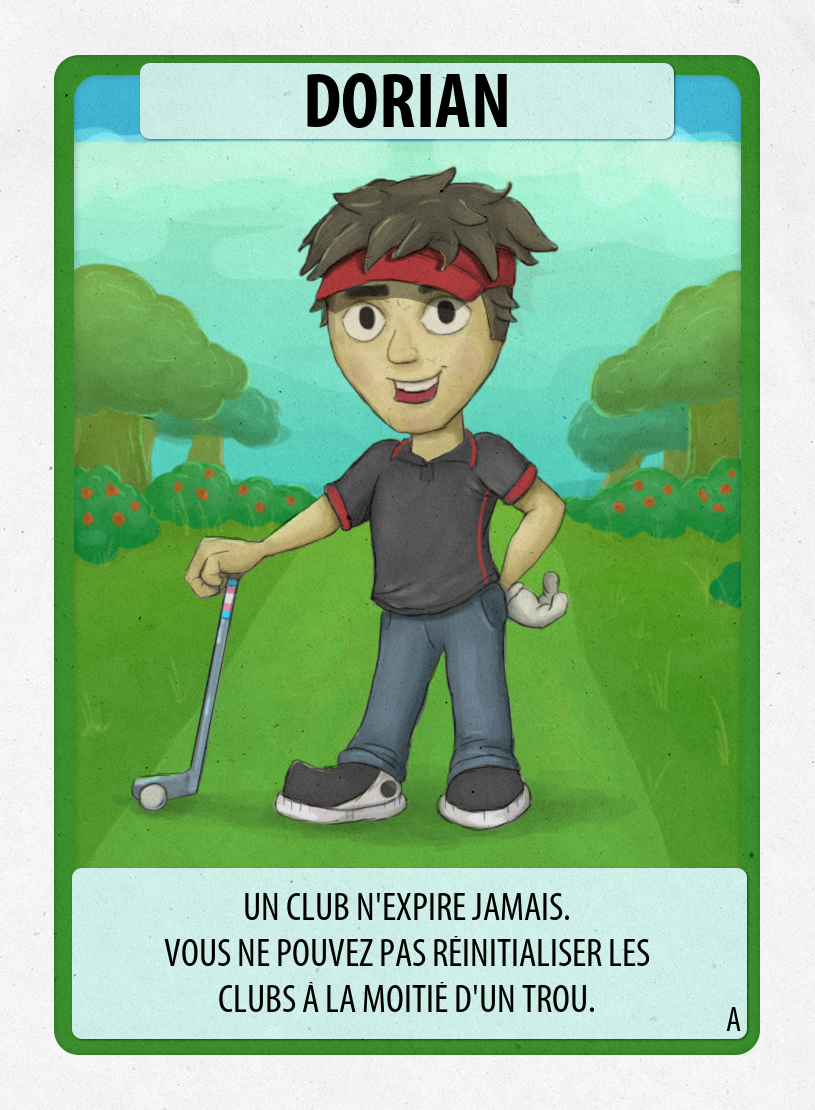 DORIAN
UN CLUB N'EXPIRE JAMAIS.
VOUS NE POUVEZ PAS RÉINITIALISER LES
CLUBS À LA MOITIÉ D'UN TROU.
A